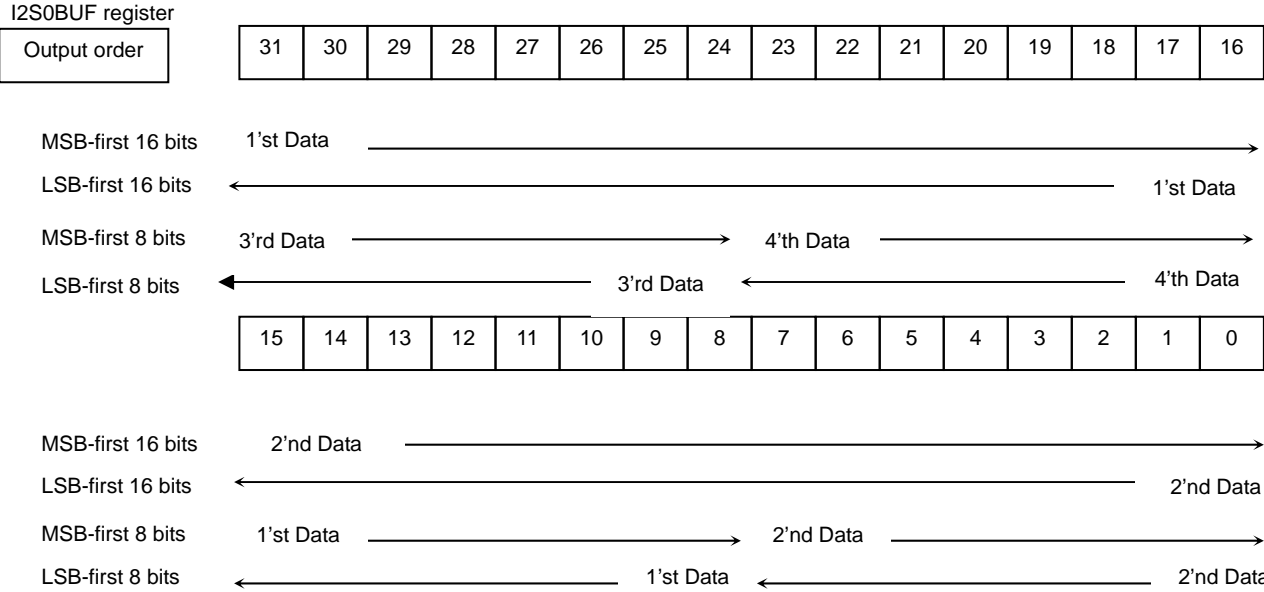 I2S0BUF register
Output order 31 30 29 28 27 26 25 24 23 22 21 20 19 18 17 16
MSB-first 16 bits 1'st Data
LSB-first 16 bits 1'st Data
MSB-first 8 bits 3'rd Data 4'th Data
LSB-first 8 bits 3'rd Data 4'th Data
15 14 13 12 11 10 9 8 7 6 5 4 3 2 1 0
MSB-first 16 bits 2'nd Data
LSB-first 16 bits 2'nd Data
MSB-first 8 bits 1'st Data 2'nd Data
LSB-first 8 bits 1'st Data 2'nd Data